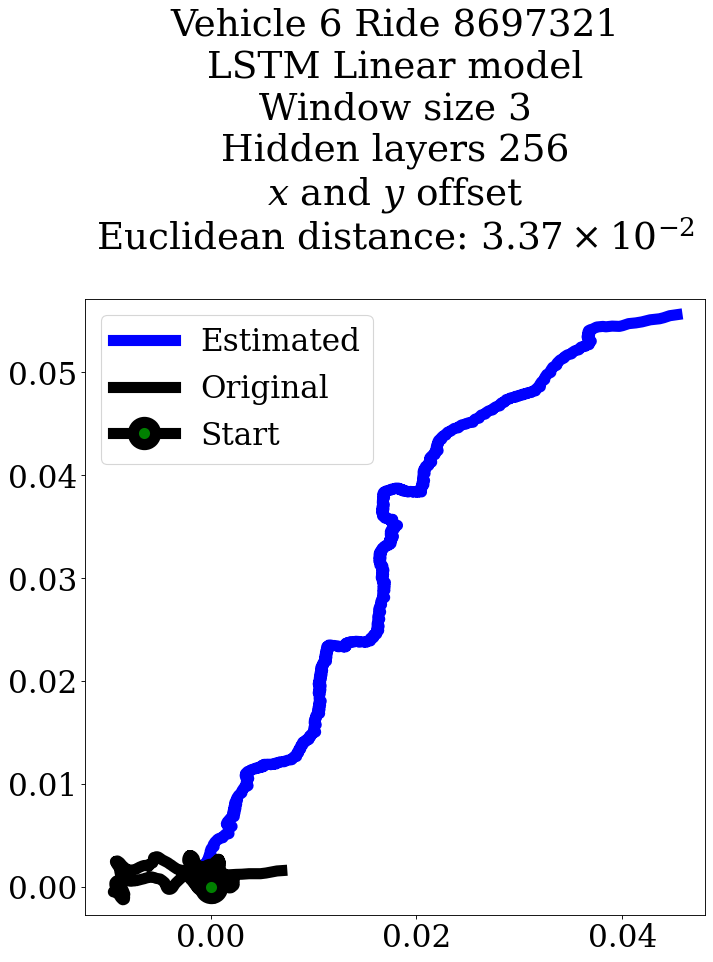 Vehicle 6 Ride 8697321
LSTM Linear model
Window size 3
Hidden layers 256
x and y offset
Euclidean distance: 3.37 × 10⁻²
Estimated
Original
Start
0.05
0.04
0.03
0.02
0.01
0.00
0.00 0.02 0.04